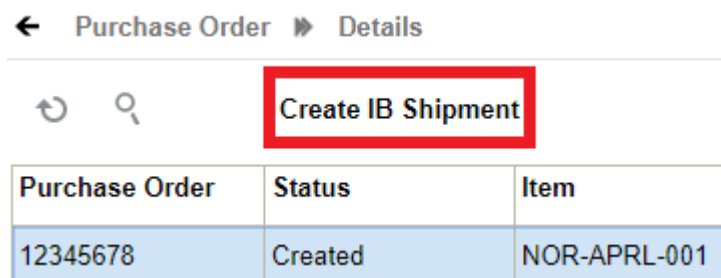 Purchase Order Details
Create IB Shipment
Purchase Order Status Item
12345678 Created NOR-APRL-001